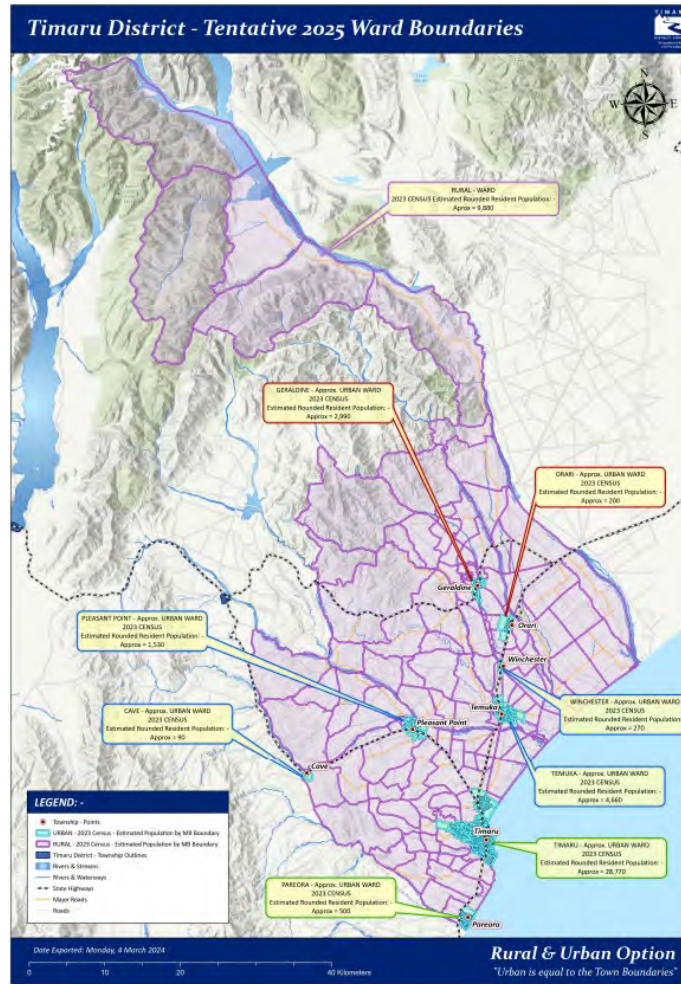 Timaru District - Tentative 2025 Ward Boundaries
TIMARU
N
W
E
S
RURAL - WARD
2023 CENSUS Estimated Rounded Resident Population: -
Aprox = 9,880
GERALDINE - Approx. URBAN WARD
2023 CENSUS
Estimated Rounded Resident Population: -
Approx = 2,990
ORARI - Approx. URBAN WARD
2023 CENSUS
Estimated Rounded Resident Population: -
Approx = 200
Geraldine
Orari
PLEASANT POINT - Approx. URBAN WARD
2023 CENSUS
Estimated Rounded Resident Population: -
Approx = 1,530
Winchester
WINCHESTER - Approx. URBAN WARD
2023 CENSUS
Estimated Rounded Resident Population: -
Approx = 270
CAVE - Approx. URBAN WARD
2023 CENSUS
Estimated Rounded Resident Population: -
Approx = 90
Temuka
Pleasant Point
Cave
TEMUKA - Approx. URBAN WARD
2023 CENSUS
Estimated Rounded Resident Population: -
Approx = 4,660
LEGEND: -
Township - Points
URBAN - 2023 Census - Estimated Population by MB Boundary
RURAL - 2023 Census - Estimated Population by MB Boundary
Timaru District - Township Outlines
Rivers & Streams
Rivers & Waterways
State Highways
Major Roads
Roads
Timaru
TIMARU - Approx. URBAN WARD
2023 CENSUS
Estimated Rounded Resident Population: -
Approx = 28,770
PAREORA - Approx. URBAN WARD
2023 CENSUS
Estimated Rounded Resident Population: -
Approx = 500
Pareora
Date Exported: Monday, 4 March 2024
0 10 20 40 Kilometers
Rural & Urban Option
"Urban is equal to the Town Boundaries"